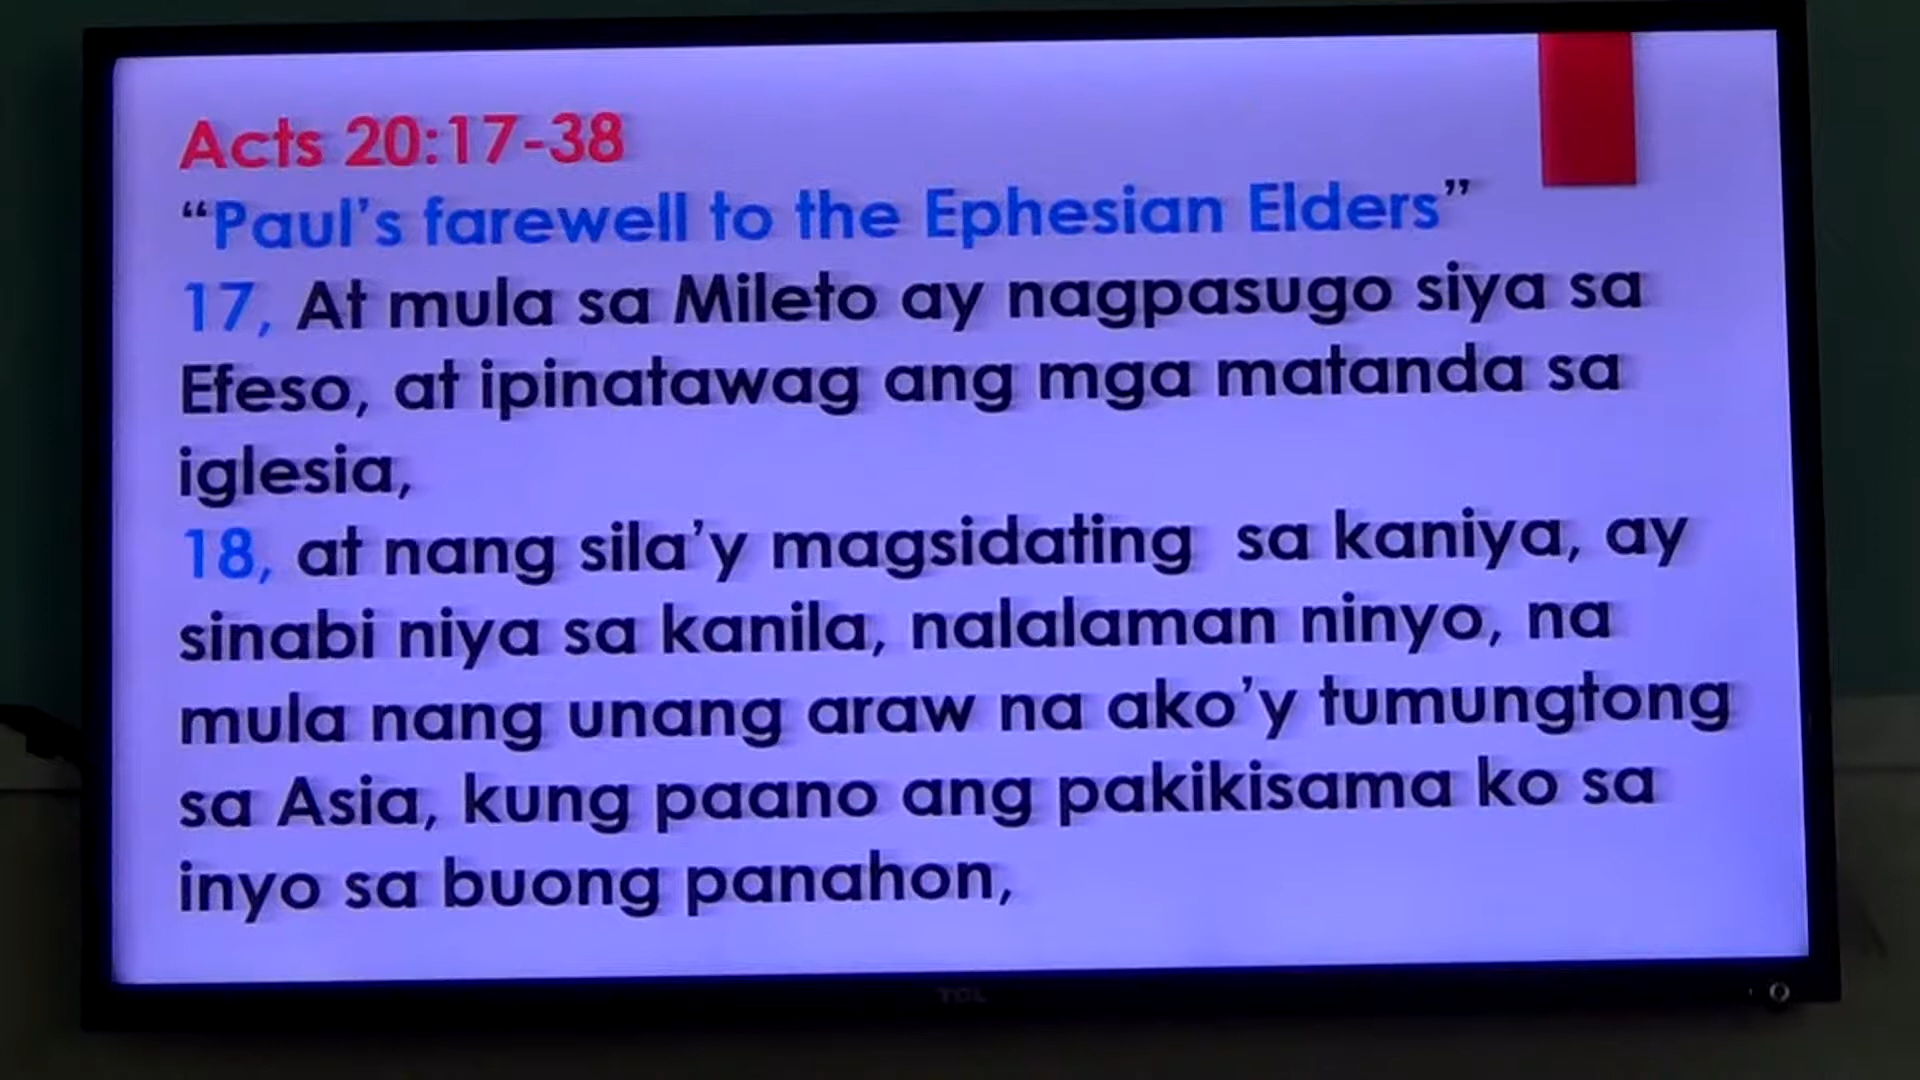 Acts 20:17-38
“Paul’s farewell to the Ephesian Elders”
17, At mula sa Mileto ay nagpasugo siya sa
Efeso, at ipinatawag ang mga matanda sa
iglesia,
18, at nang sila’y magsidating sa kaniya, ay
sinabi niya sa kanila, nalalaman ninyo, na
mula nang unang araw na ako’y tumungtong
sa Asia, kung paano ang pakikisama ko sa
inyo sa buong panahon,
TCL